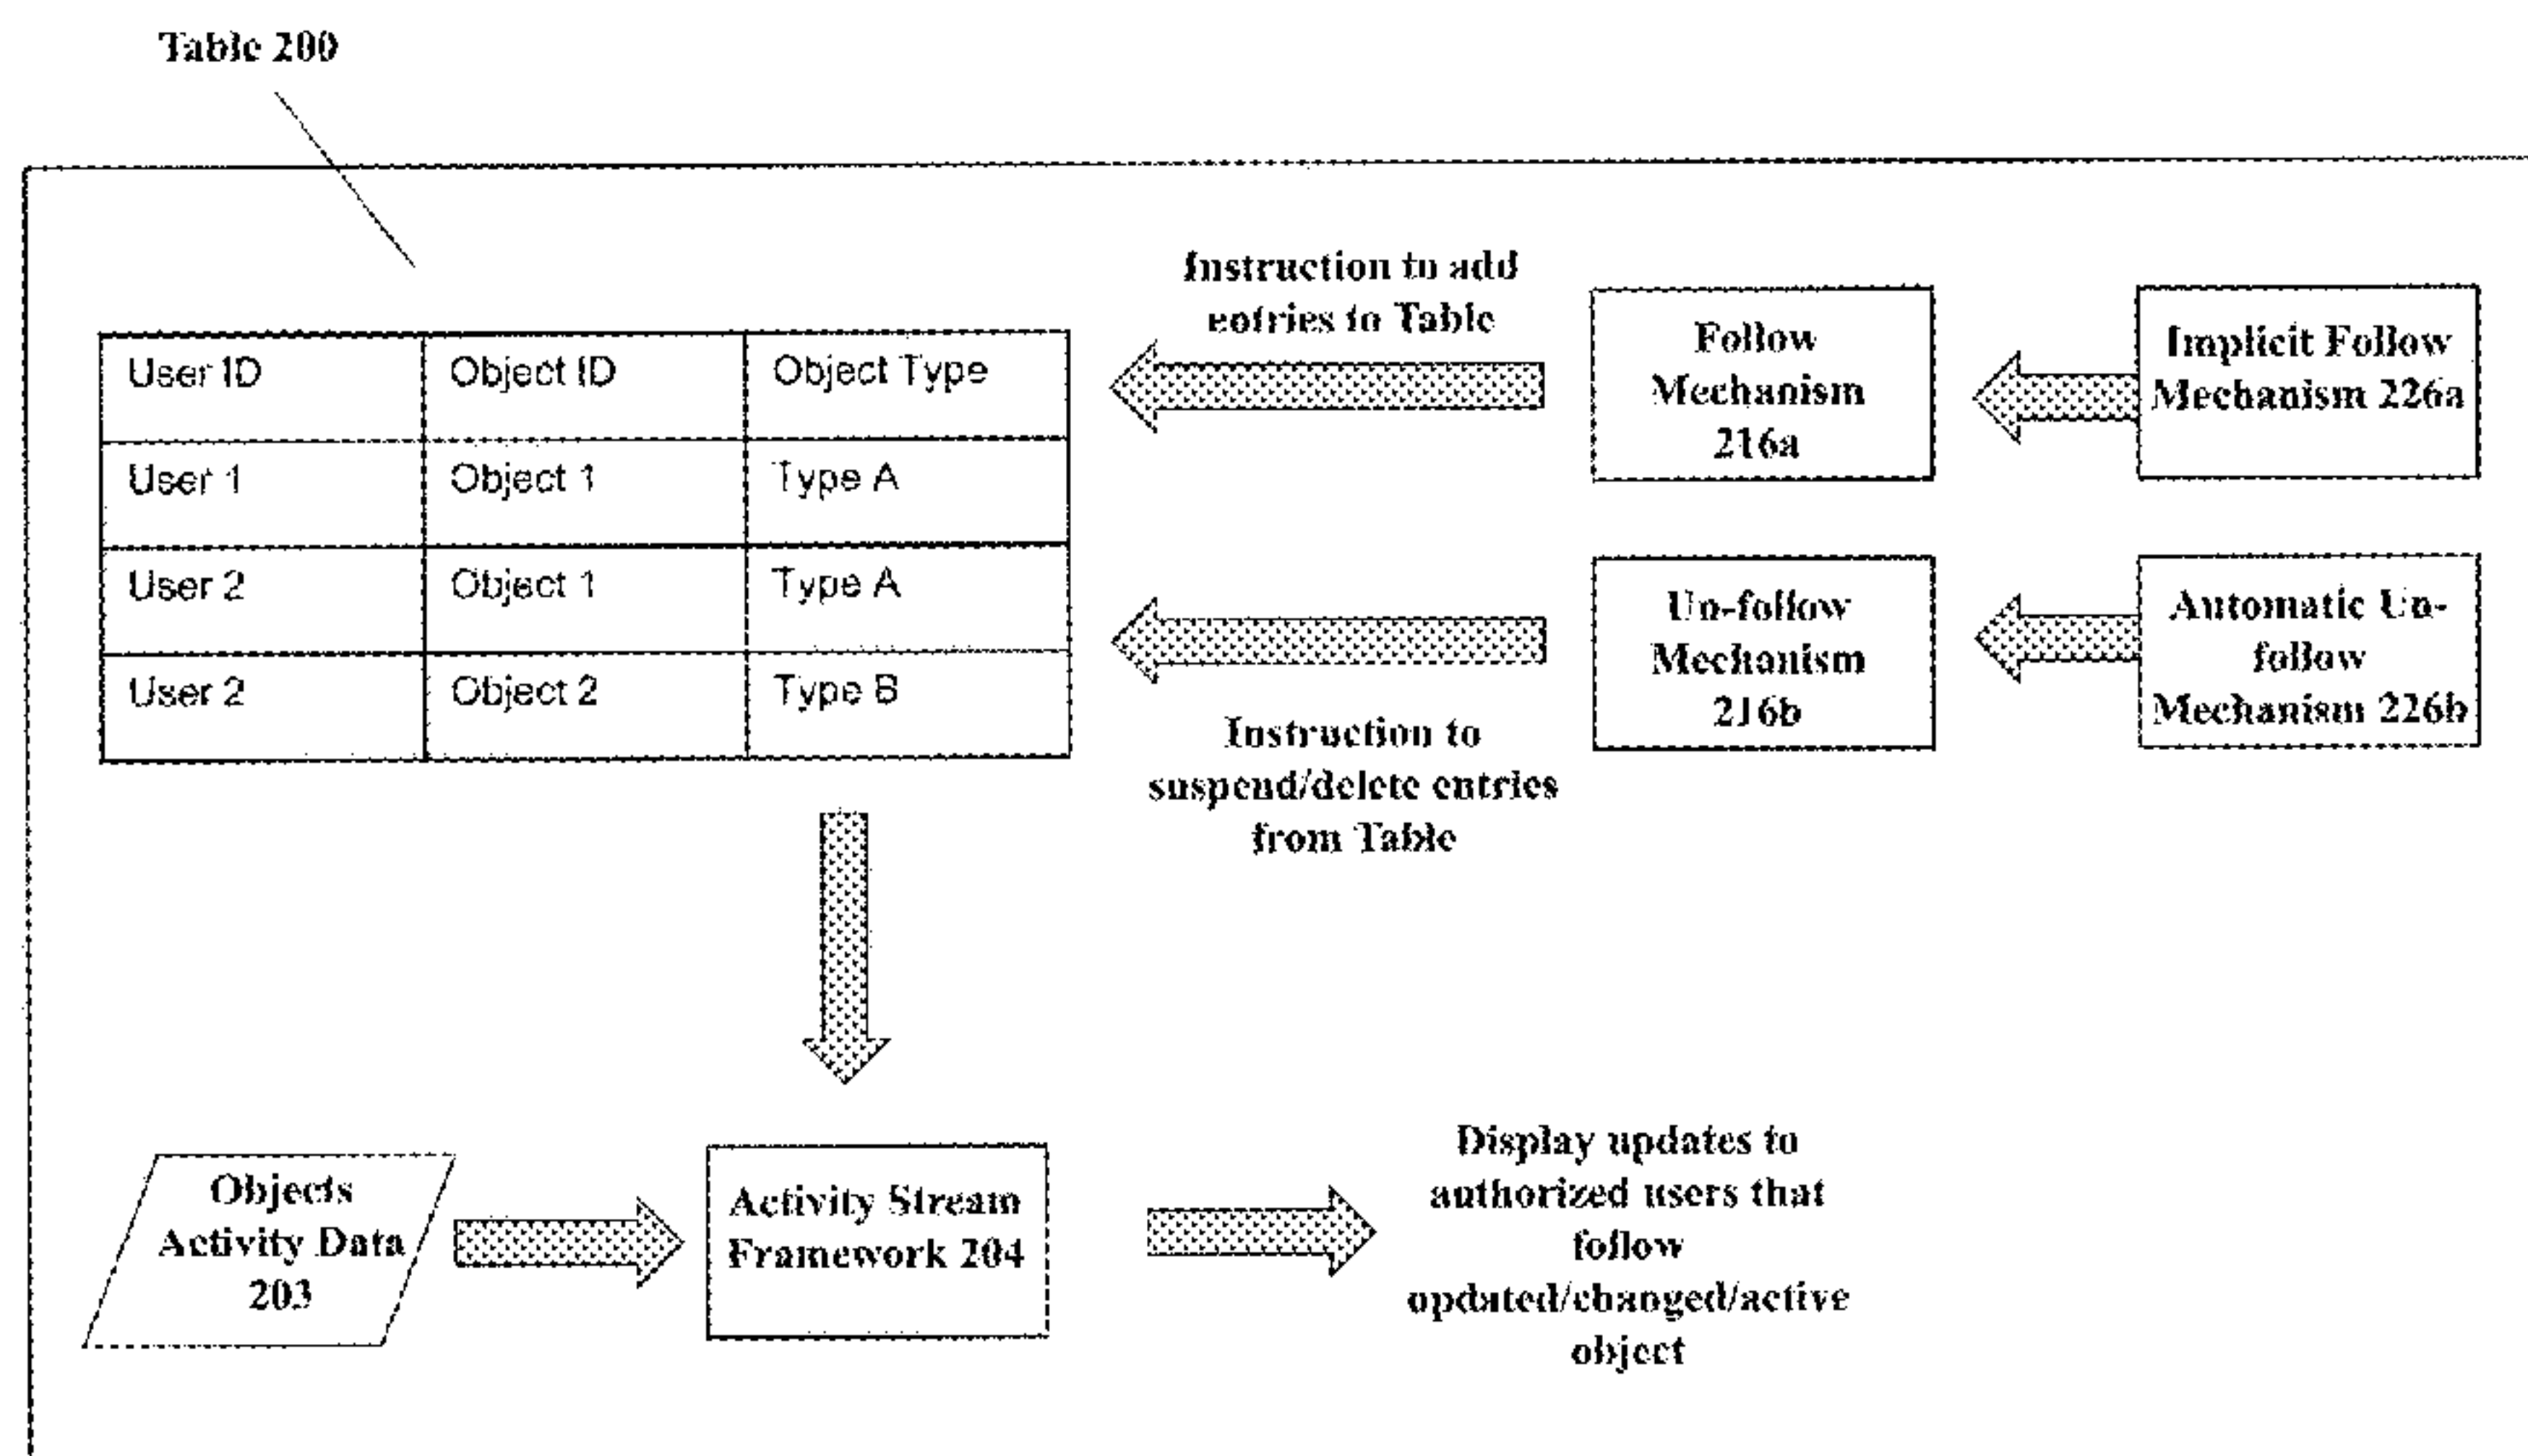 Table 200
Instruction to add
entries to Table
Follow
Mechanism
216a
Implicit Follow
Mechanism 226a
User ID Object ID Object Type
User 1 Object 1 Type A
User 2 Object 1 Type A
User 2 Object 2 Type B
Un-follow
Mechanism
216b
Automatic Un-
follow
Mechanism 226b
Instruction to
suspend/delete entries
from Table
Objects
Activity Data
203
Activity Stream
Framework 204
Display updates to
authorized users that
follow
updated/changed/active
object